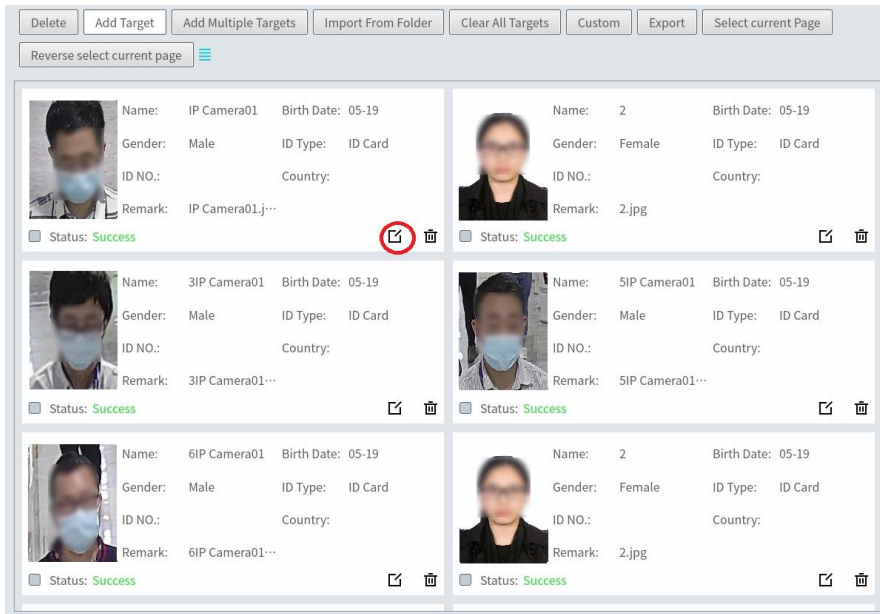 Delete Add Target Add Multiple Targets Import From Folder Clear All Targets Custom Export Select current Page
Reverse select current page
Name: IP Camera01 Birth Date: 05-19
Gender: Male ID Type: ID Card
ID NO.: Country:
Remark: IP Camera01.j···
Status: Success
Name: 2 Birth Date: 05-19
Gender: Female ID Type: ID Card
ID NO.: Country:
Remark: 2.jpg
Status: Success
Name: 3IP Camera01 Birth Date: 05-19
Gender: Male ID Type: ID Card
ID NO.: Country:
Remark: 3IP Camera01···
Status: Success
Name: 5IP Camera01 Birth Date: 05-19
Gender: Male ID Type: ID Card
ID NO.: Country:
Remark: 5IP Camera01···
Status: Success
Name: 6IP Camera01 Birth Date: 05-19
Gender: Male ID Type: ID Card
ID NO.: Country:
Remark: 6IP Camera01···
Status: Success
Name: 2 Birth Date: 05-19
Gender: Female ID Type: ID Card
ID NO.: Country:
Remark: 2.jpg
Status: Success